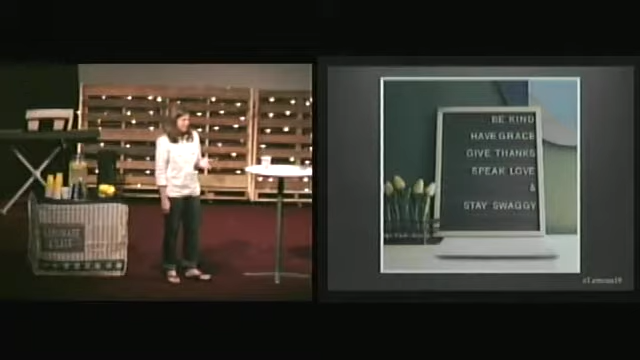 BE KIND
HAVE GRACE
GIVE THANKS
SPEAK LOVE
&
STAY SWAGGY